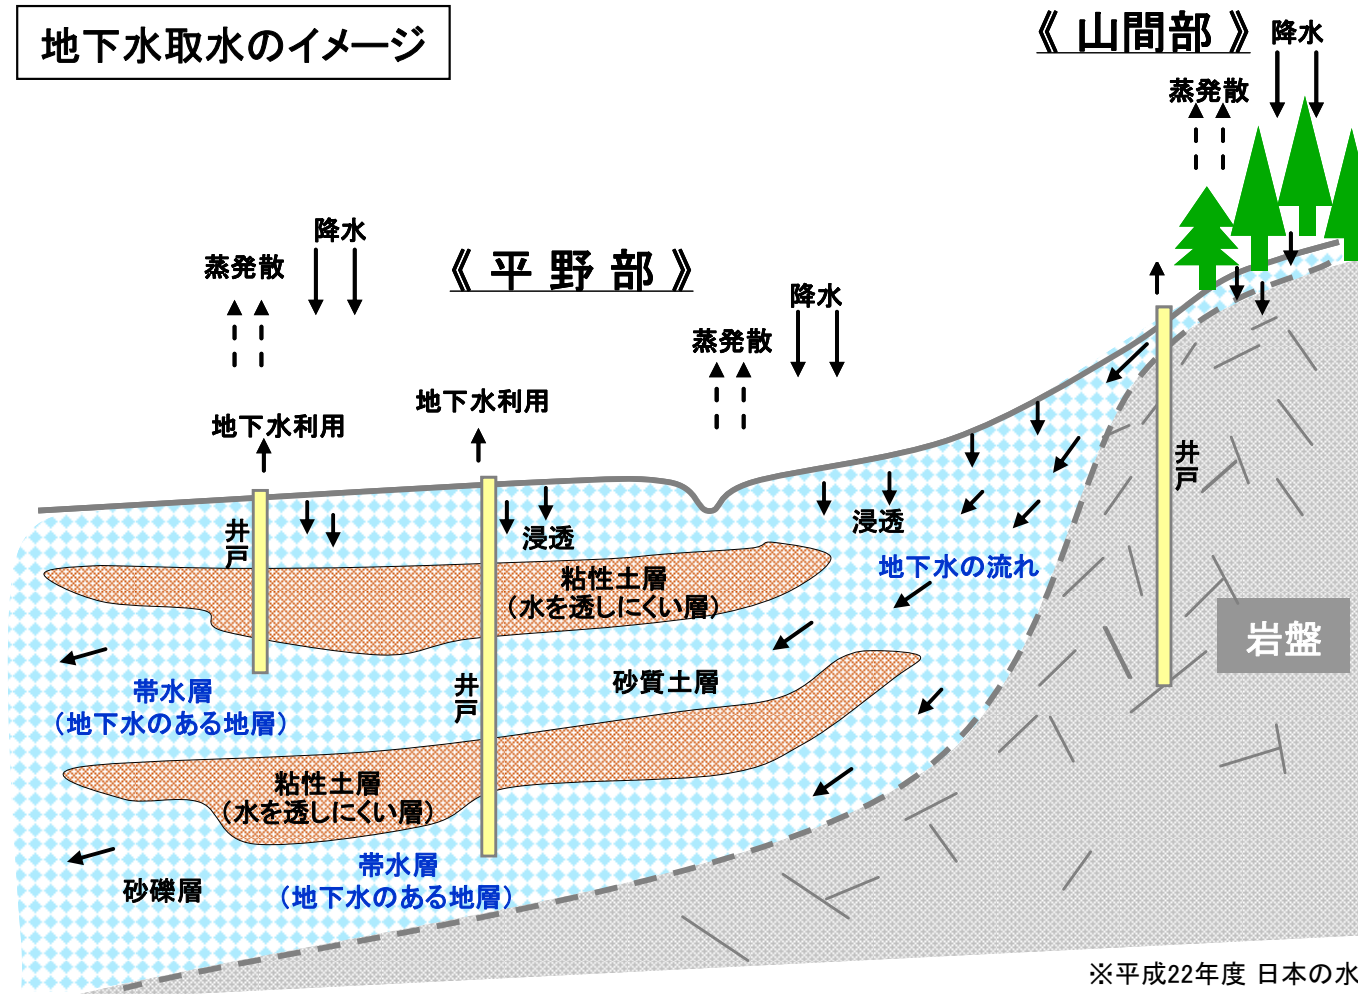 地下水取水のイメージ
《 山間部 》
降水
蒸発散
降水
蒸発散
《 平 野 部 》
降水
蒸発散
地下水利用
地下水利用
井戸
井戸
浸透
浸透
粘性土層
（水を透しにくい層）
地下水の流れ
岩盤
砂質土層
帯水層
（地下水のある地層）
井戸
粘性土層
（水を透しにくい層）
帯水層
（地下水のある地層）
砂礫層
※平成22年度 日本の水